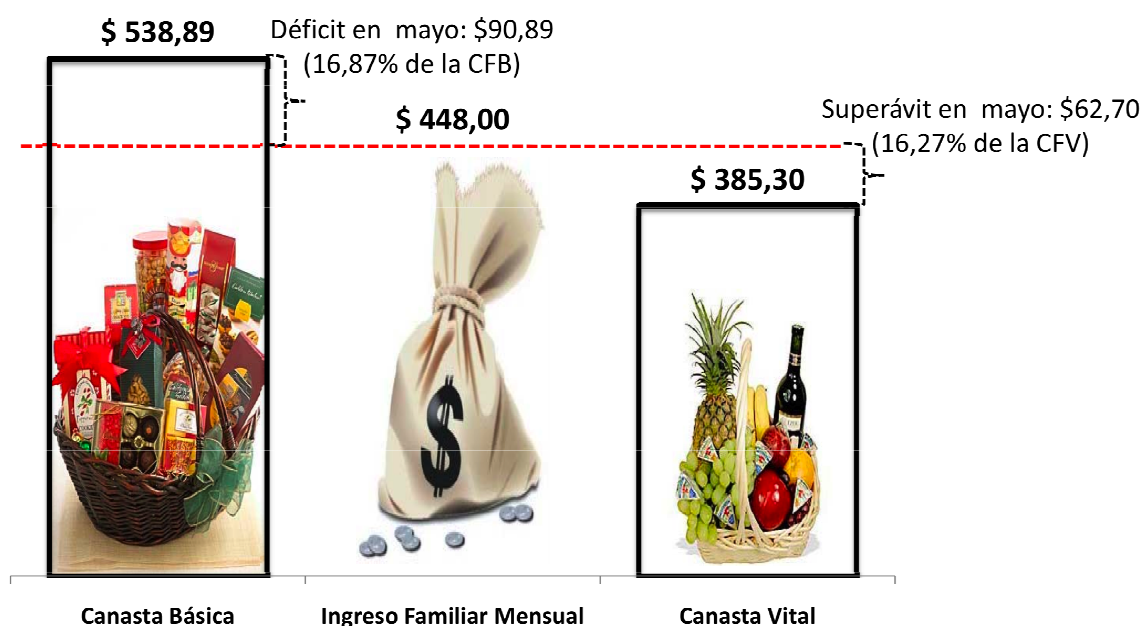 $ 538,89
Déficit en mayo: $90,89
(16,87% de la CFB)
$ 448,00
Superávit en mayo: $62,70
(16,27% de la CFV)
$ 385,30
$
Canasta Básica
Ingreso Familiar Mensual
Canasta Vital